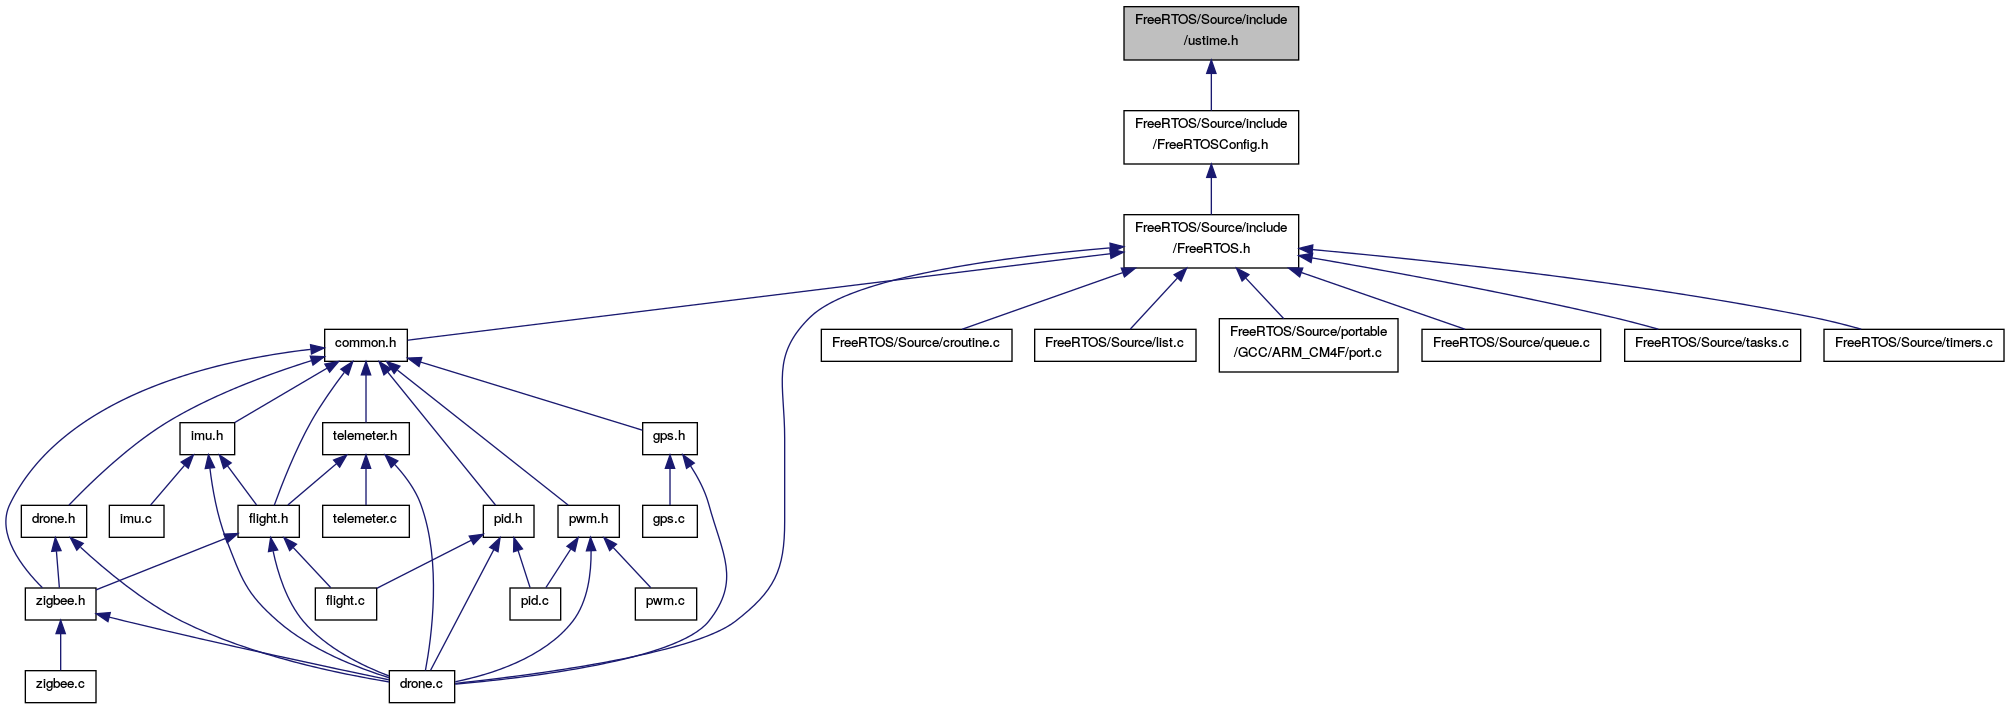 FreeRTOS/Source/include
/ustime.h
FreeRTOS/Source/include
/FreeRTOSConfig.h
FreeRTOS/Source/include
/FreeRTOS.h
common.h
FreeRTOS/Source/croutine.c
FreeRTOS/Source/list.c
FreeRTOS/Source/portable
/GCC/ARM_CM4F/port.c
FreeRTOS/Source/queue.c
FreeRTOS/Source/tasks.c
FreeRTOS/Source/timers.c
imu.h
telemeter.h
gps.h
drone.h
imu.c
flight.h
telemeter.c
pid.h
pwm.h
gps.c
zigbee.h
flight.c
pid.c
pwm.c
zigbee.c
drone.c